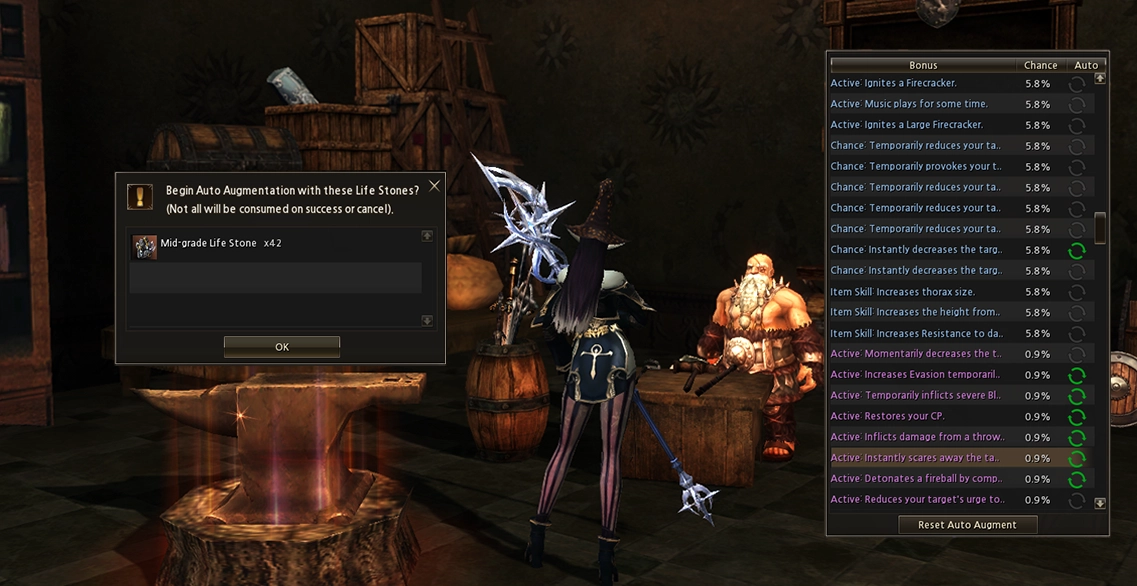 Begin Auto Augmentation with these Life Stones?
(Not all will be consumed on success or cancel).
Mid-grade Life Stone x42
OK
Bonus Chance Auto
Active: Ignites a Firecracker. 5.8%
Active: Music plays for some time. 5.8%
Active: Ignites a Large Firecracker. 5.8%
Chance: Temporarily reduces your ta.. 5.8%
Chance: Temporarily provokes your t.. 5.8%
Chance: Temporarily reduces your ta.. 5.8%
Chance: Temporarily reduces your ta.. 5.8%
Chance: Temporarily reduces your ta.. 5.8%
Chance: Instantly decreases the targ.. 5.8%
Chance: Instantly decreases the targ.. 5.8%
Item Skill: Increases thorax size. 5.8%
Item Skill: Increases the height from.. 5.8%
Item Skill: Increases Resistance to da.. 5.8%
Active: Momentarily decreases the t.. 0.9%
Active: Increases Evasion temporaril.. 0.9%
Active: Temporarily inflicts severe Bl.. 0.9%
Active: Restores your CP. 0.9%
Active: Inflicts damage from a throw.. 0.9%
Active: Instantly scares away the ta.. 0.9%
Active: Detonates a fireball by comp.. 0.9%
Active: Reduces your target's urge to.. 0.9%
Reset Auto Augment